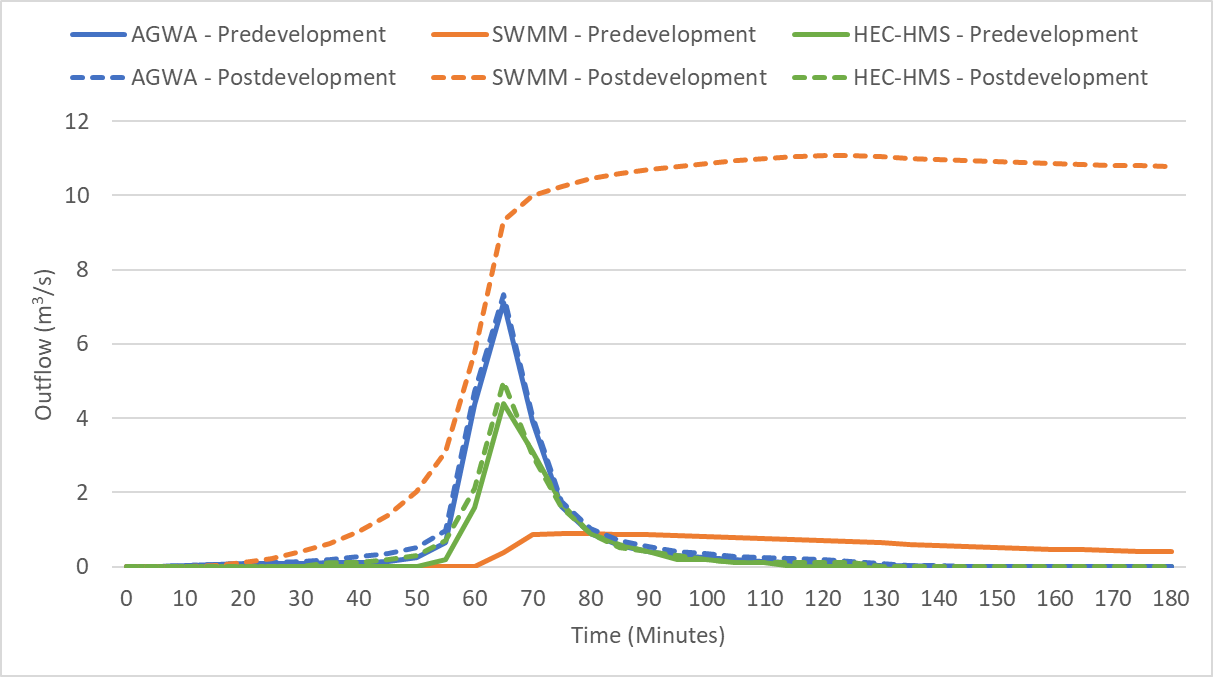 AGWA - Predevelopment SWMM - Predevelopment HEC-HMS - Predevelopment
AGWA - Postdevelopment SWMM - Postdevelopment HEC-HMS - Postdevelopment
12
10
8
6
4
2
0
Outflow (m³/s)
0 10 20 30 40 50 60 70 80 90 100 110 120 130 140 150 160 170 180
Time (Minutes)